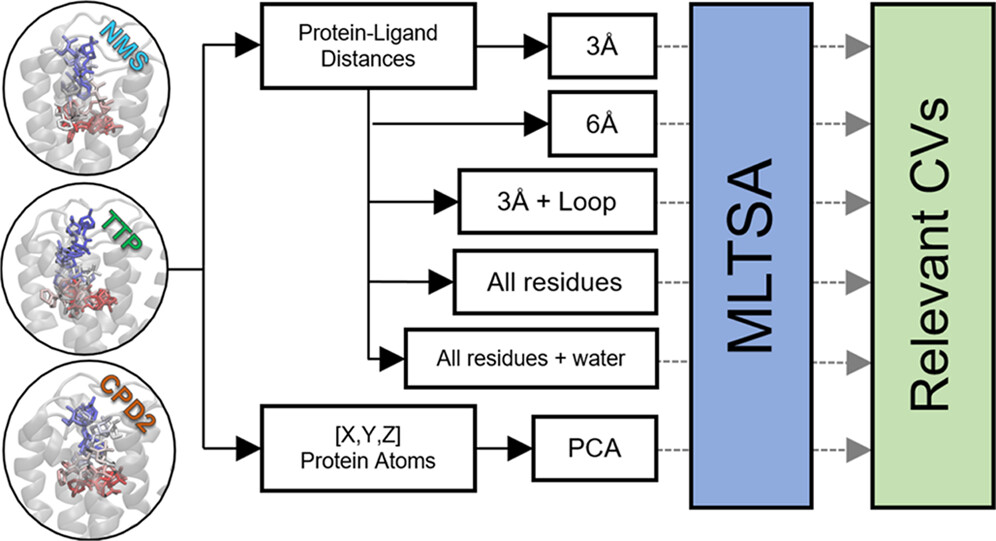 NMS
TTP
CPD2
Protein-Ligand
Distances
3Å
6Å
3Å + Loop
All residues
All residues + water
[X,Y,Z]
Protein Atoms
PCA
MLTSA
Relevant CVs